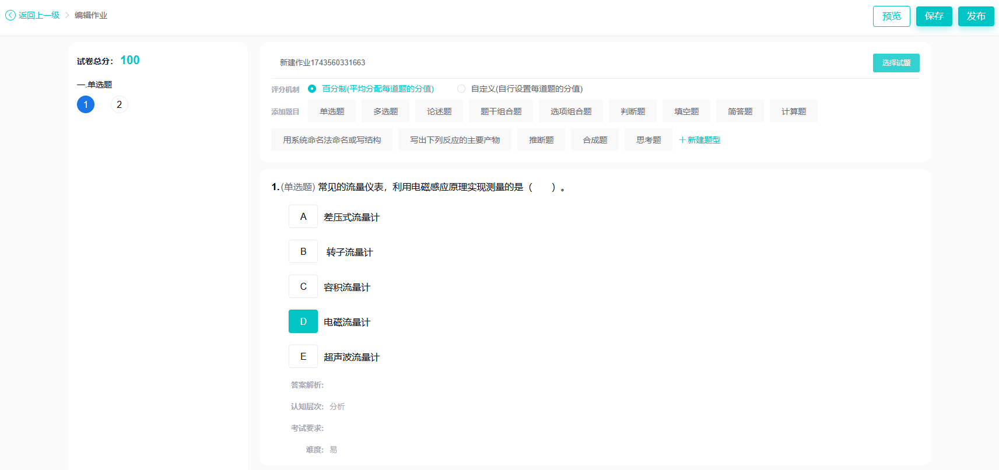 返回上一级 > 编辑作业
预览 保存 发布
试卷总分： 100
一.单选题
1 2
新建作业1743560331663
选择试题
评分机制 百分制(平均分配每道题的分值) 自定义(自行设置每道题的分值)
添加题目 单选题 多选题 论述题 题干组合题 选项组合题 判断题 填空题 简答题 计算题
用系统命名法命名或写结构 写出下列反应的主要产物 推断题 合成题 思考题 +新建题型
1.(单选题) 常见的流量仪表，利用电磁感应原理实现测量的是（ ）。
A 差压式流量计
B 转子流量计
C 容积流量计
D 电磁流量计
E 超声波流量计
答案解析:
认知层次: 分析
考试要求:
难度: 易